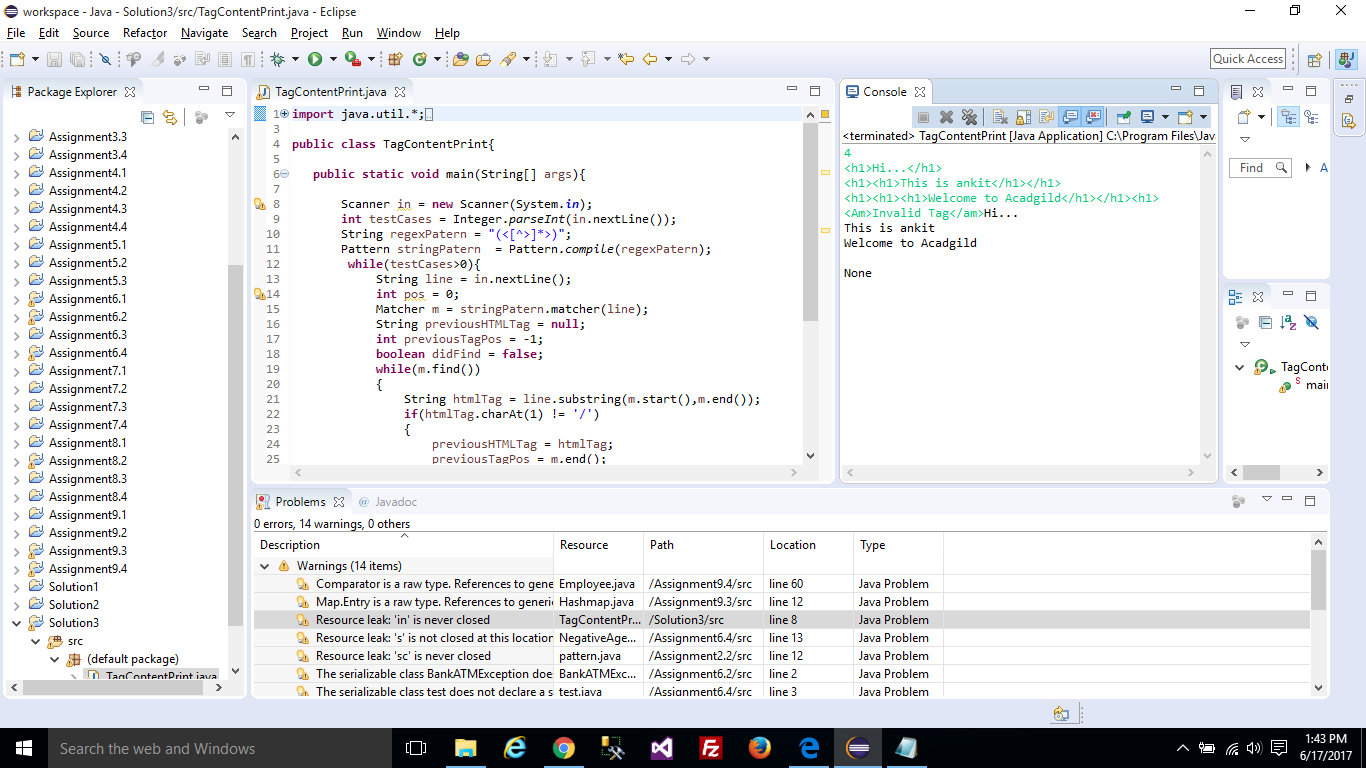 workspace - Java - Solution3/src/TagContentPrint.java - Eclipse
File Edit Source Refactor Navigate Search Project Run Window Help
Quick Access
Package Explorer
Assignment3.3
Assignment3.4
Assignment4.1
Assignment4.2
Assignment4.3
Assignment4.4
Assignment5.1
Assignment5.2
Assignment5.3
Assignment6.1
Assignment6.2
Assignment6.3
Assignment6.4
Assignment7.1
Assignment7.2
Assignment7.3
Assignment7.4
Assignment8.1
Assignment8.2
Assignment8.3
Assignment8.4
Assignment9.1
Assignment9.2
Assignment9.3
Assignment9.4
Solution1
Solution2
Solution3
src
(default package)
TagContentPrint.java
TagContentPrint.java
1 import java.util.*;
3
4 public class TagContentPrint{
5
6 public static void main(String[] args){
7
8 Scanner in = new Scanner(System.in);
9 int testCases = Integer.parseInt(in.nextLine());
10 String regexPatern = "(<[^>]*>)";
11 Pattern stringPatern  = Pattern.compile(regexPatern);
12 while(testCases>0){
13 String line = in.nextLine();
14 int pos = 0;
15 Matcher m = stringPatern.matcher(line);
16 String previousHTMLTag = null;
17 int previousTagPos = -1;
18 boolean didFind = false;
19 while(m.find())
20 {
21 String htmlTag = line.substring(m.start(),m.end());
22 if(htmlTag.charAt(1) != '/')
23 {
24 previousHTMLTag = htmlTag;
25 previousTagPos = m.end();
Console
<terminated> TagContentPrint [Java Application] C:\Program Files\Jav
4
<h1>Hi...</h1>
<h1><h1>This is ankit</h1></h1>
<h1><h1><h1>Welcome to Acadgild</h1></h1><h1>
<Am>Invalid Tag</am>Hi...
This is ankit
Welcome to Acadgild
None
Find A
TagConte
mair
Problems @ Javadoc
0 errors, 14 warnings, 0 others
Description Resource Path Location Type
Warnings (14 items)
Comparator is a raw type. References to gene Employee.java /Assignment9.4/src line 60 Java Problem
Map.Entry is a raw type. References to generi Hashmap.java /Assignment9.3/src line 12 Java Problem
Resource leak: 'in' is never closed TagContentPr... /Solution3/src line 8 Java Problem
Resource leak: 's' is not closed at this location NegativeAge... /Assignment6.4/src line 13 Java Problem
Resource leak: 'sc' is never closed pattern.java /Assignment2.2/src line 12 Java Problem
The serializable class BankATMException doe BankATMExc... /Assignment6.2/src line 2 Java Problem
The serializable class test does not declare a s test.java /Assignment6.4/src line 3 Java Problem
Search the web and Windows
1:43 PM
6/17/2017